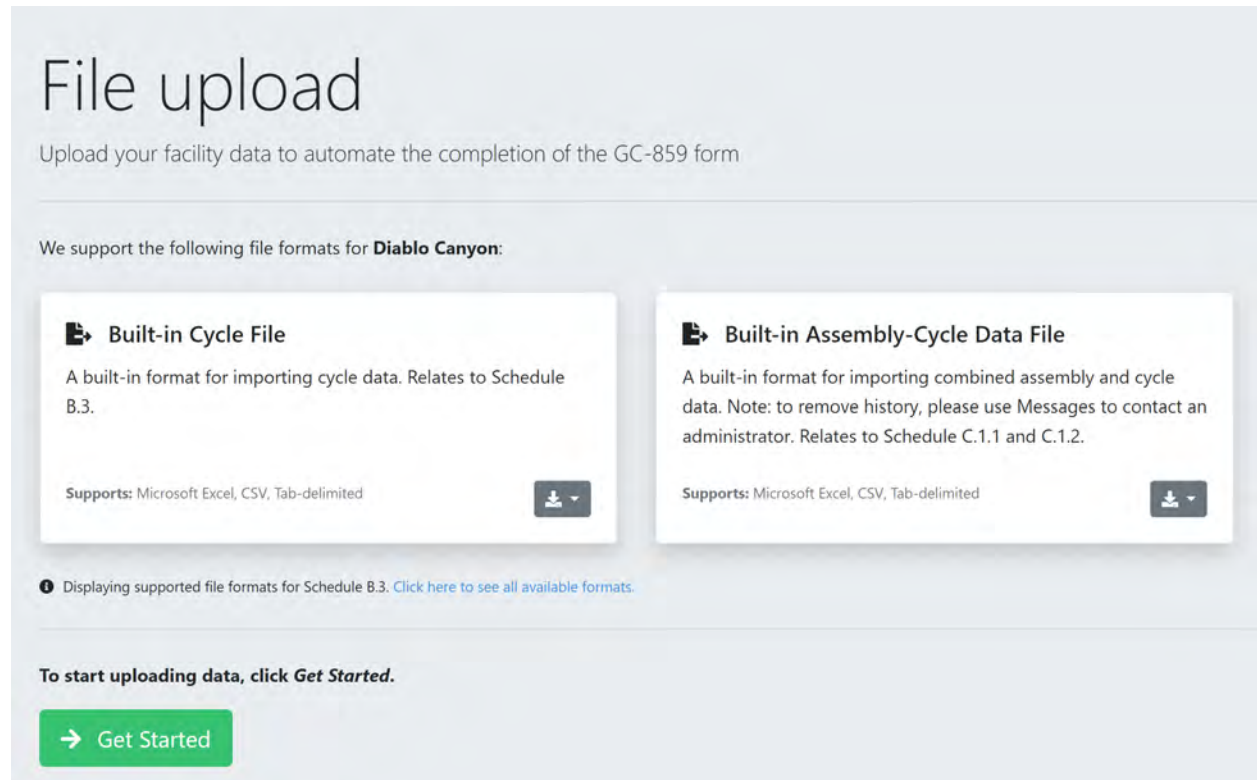 File upload
Upload your facility data to automate the completion of the GC-859 form
We support the following file formats for Diablo Canyon:
Built-in Cycle File
A built-in format for importing cycle data. Relates to Schedule
B.3.
Supports: Microsoft Excel, CSV, Tab-delimited
Built-in Assembly-Cycle Data File
A built-in format for importing combined assembly and cycle
data. Note: to remove history, please use Messages to contact an
administrator. Relates to Schedule C.1.1 and C.1.2.
Supports: Microsoft Excel, CSV, Tab-delimited
Displaying supported file formats for Schedule B.3. Click here to see all available formats.
To start uploading data, click Get Started.
Get Started